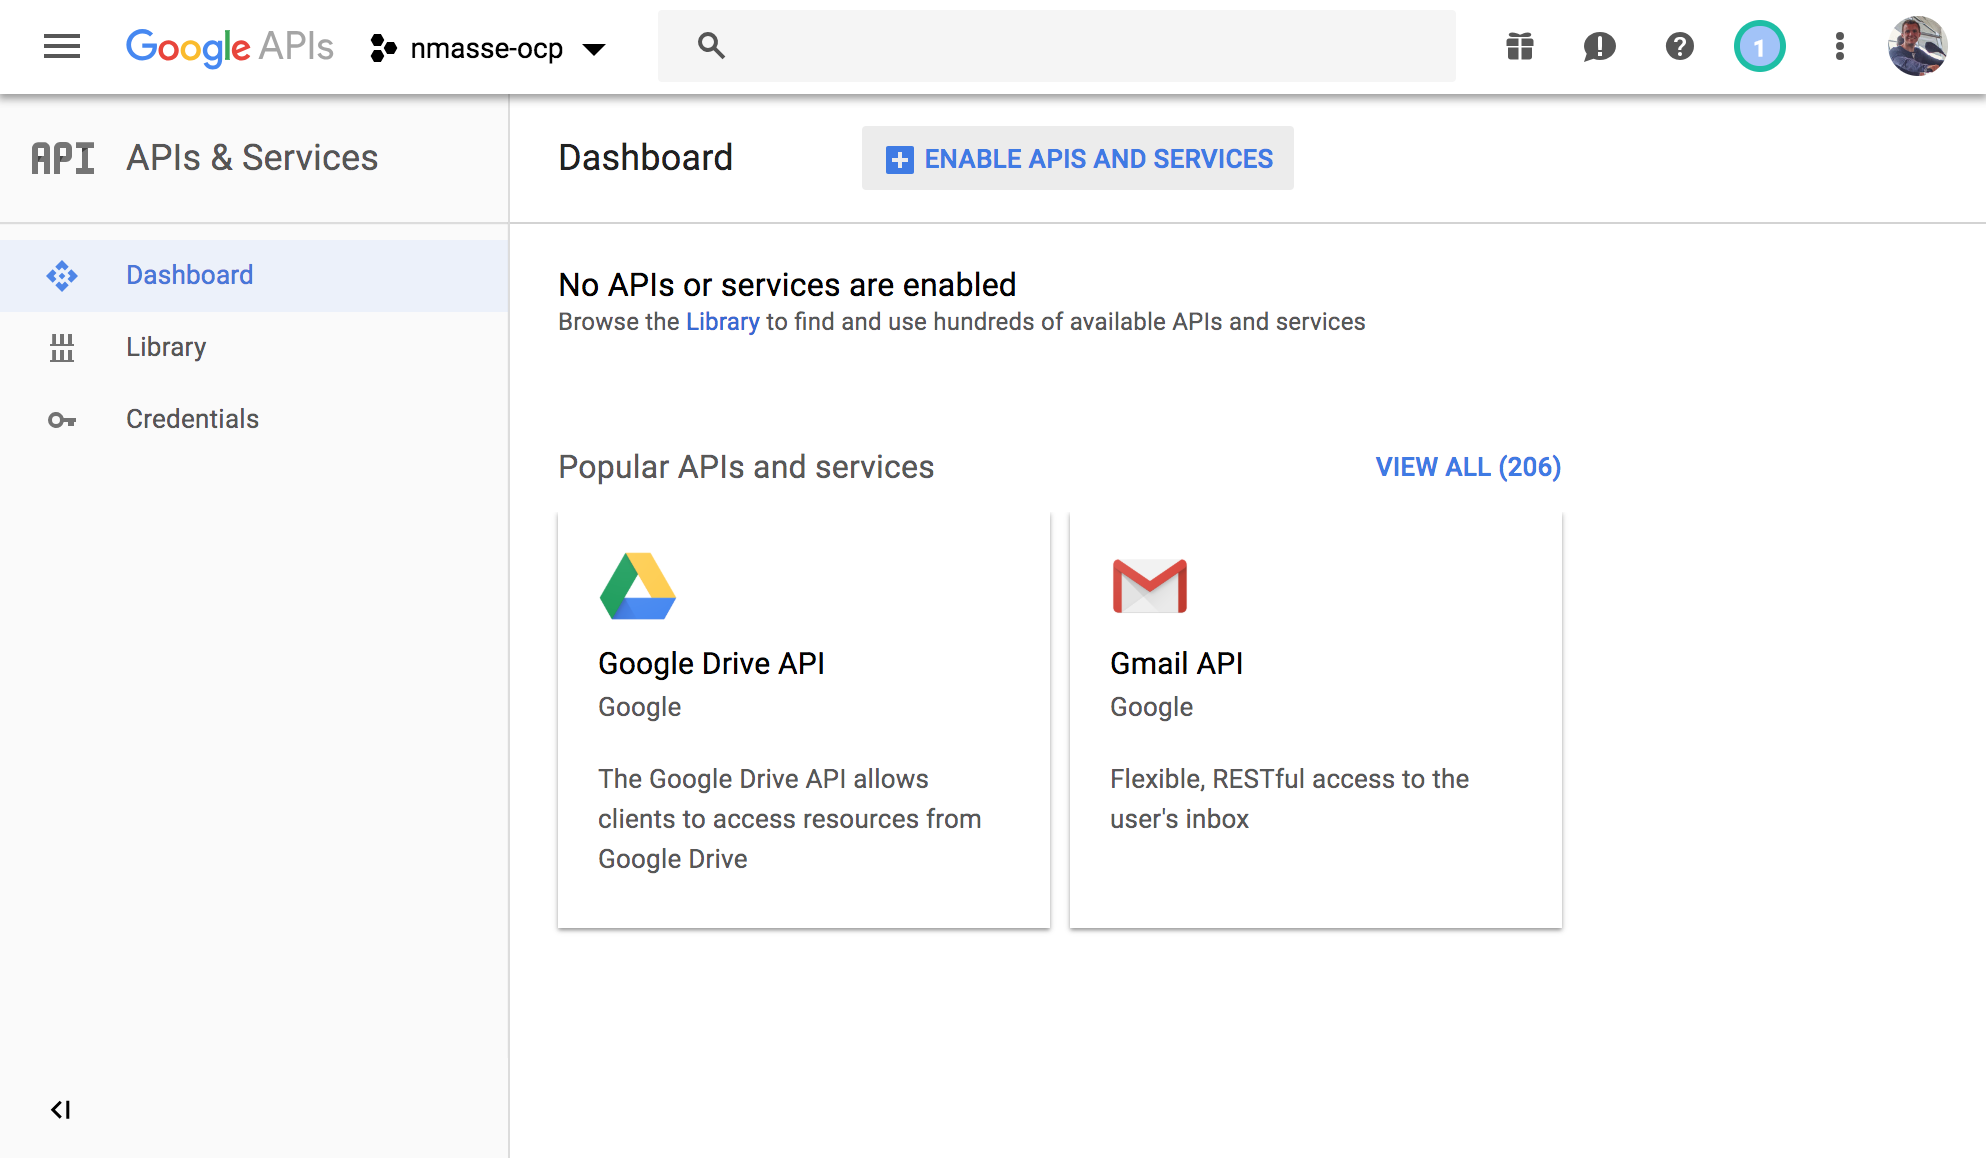 Google APIs
nmasse-ocp
1
API
APIs & Services
Dashboard
ENABLE APIS AND SERVICES
Dashboard
Library
Credentials
No APIs or services are enabled
Browse the Library to find and use hundreds of available APIs and services
Popular APIs and services
VIEW ALL (206)
Google Drive API
Google
The Google Drive API allows
clients to access resources from
Google Drive
Gmail API
Google
Flexible, RESTful access to the
user's inbox